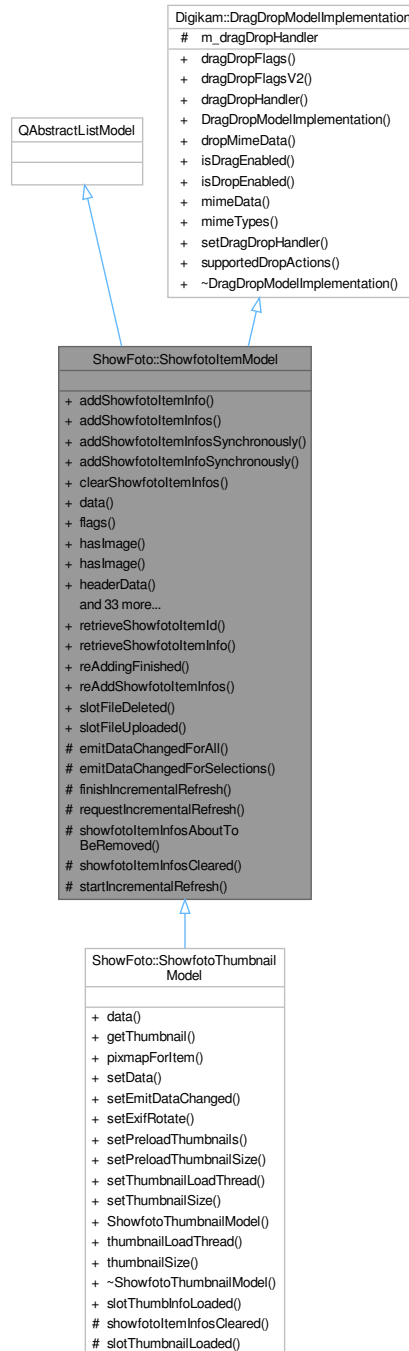 Digikam::DragDropModelImplementation
# m_dragDropHandler
+ dragDropFlags()
+ dragDropFlagsV2()
+ dragDropHandler()
+ DragDropModelImplementation()
+ dropMimeData()
+ isDragEnabled()
+ isDropEnabled()
+ mimeData()
+ mimeTypes()
+ setDragDropHandler()
+ supportedDropActions()
+ ~DragDropModelImplementation()
QAbstractListModel
ShowFoto::ShowfotoItemModel
+ addShowfotoItemInfo()
+ addShowfotoItemInfos()
+ addShowfotoItemInfosSynchronously()
+ addShowfotoItemInfoSynchronously()
+ clearShowfotoItemInfos()
+ data()
+ flags()
+ hasImage()
+ hasImage()
+ headerData()
and 33 more...
+ retrieveShowfotoItemId()
+ retrieveShowfotoItemInfo()
+ reAddingFinished()
+ reAddShowfotoItemInfos()
+ slotFileDeleted()
+ slotFileUploaded()
# emitDataChangedForAll()
# emitDataChangedForSelections()
# finishIncrementalRefresh()
# requestIncrementalRefresh()
# showfotoItemInfosAboutTo
BeRemoved()
# showfotoItemInfosCleared()
# startIncrementalRefresh()
ShowFoto::ShowfotoThumbnail
Model
+ data()
+ getThumbnail()
+ pixmapForItem()
+ setData()
+ setEmitDataChanged()
+ setExifRotate()
+ setPreloadThumbnails()
+ setPreloadThumbnailSize()
+ setThumbnailLoadThread()
+ setThumbnailSize()
+ ShowfotoThumbnailModel()
+ thumbnailLoadThread()
+ thumbnailSize()
+ ~ShowfotoThumbnailModel()
+ slotThumbInfoLoaded()
# showfotoItemInfosCleared()
# slotThumbnailLoaded()